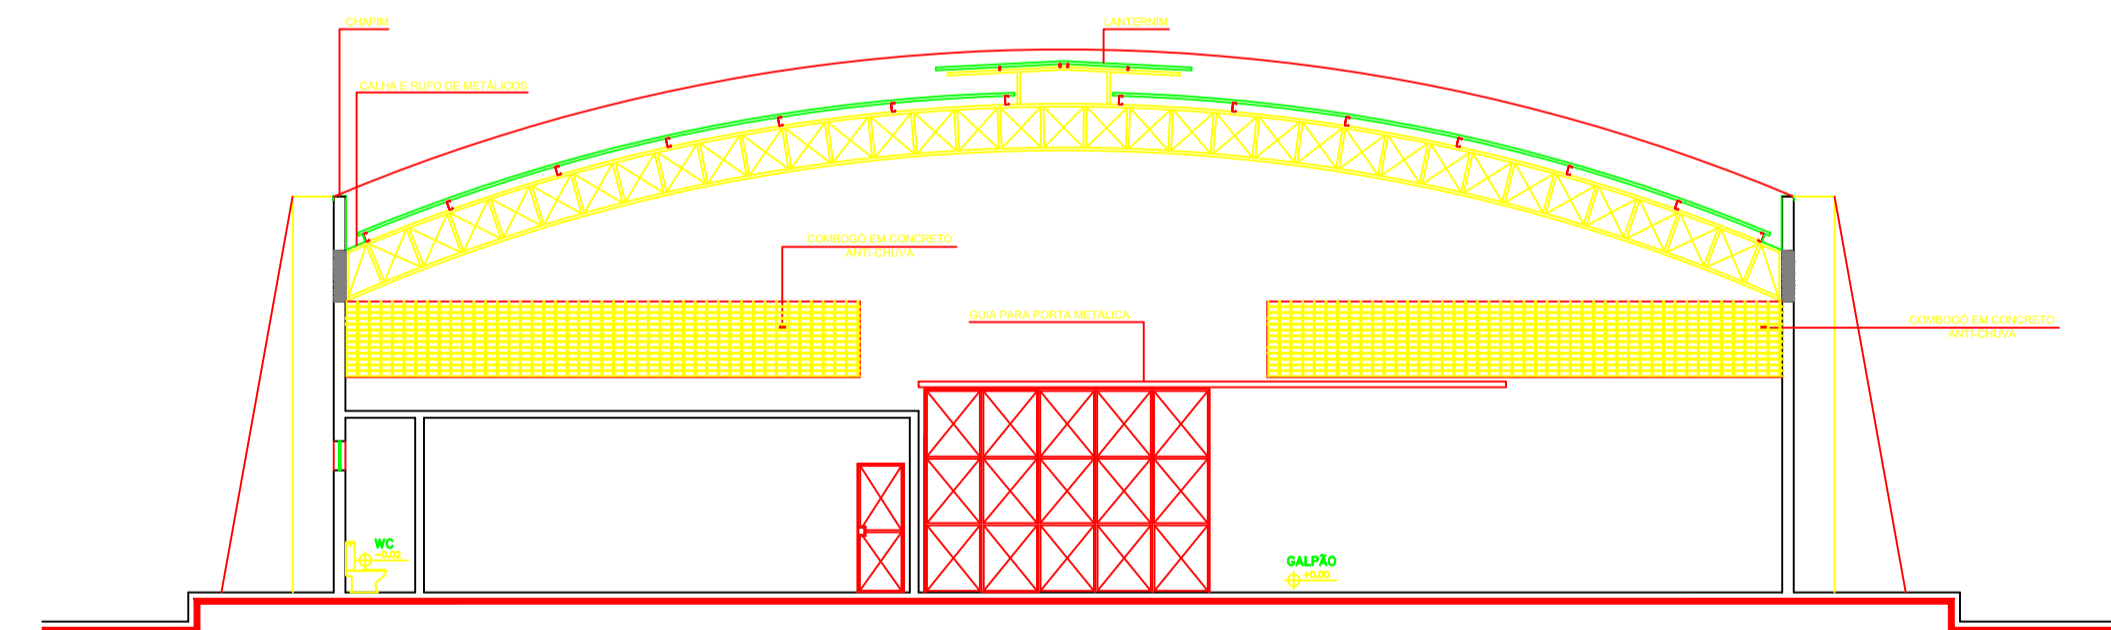 CHAPIM
LANTERNIM
CALHA E RUFO DE METÁLICOS
COMBOGÓ EM CONCRETO
ANTI-CHUVA
GUIA PARA PORTA METÁLICA
COMBOGÓ EM CONCRETO
ANTI-CHUVA
WC
-0.02
GALPÃO
+0.00